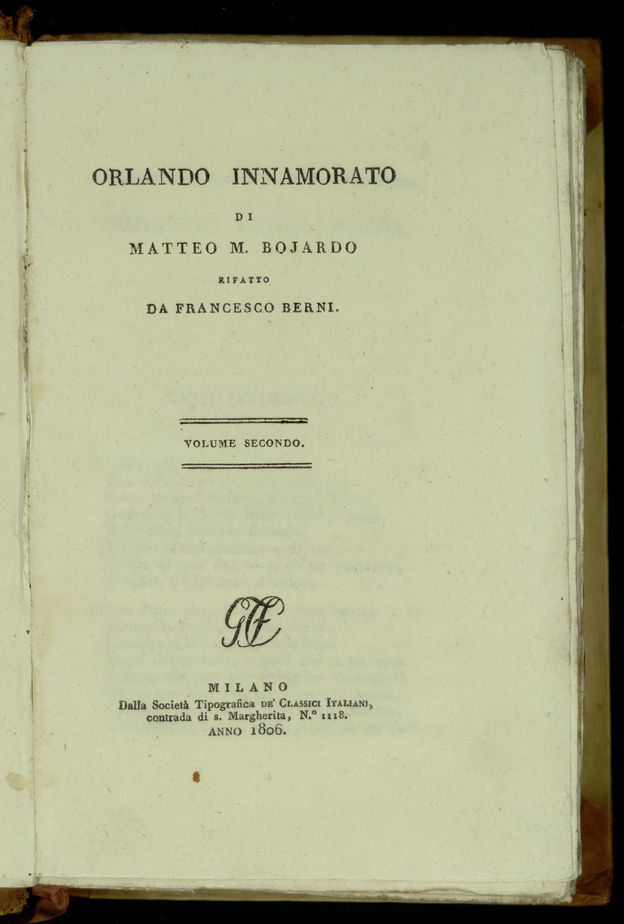 ORLANDO INNAMORATO
DI
MATTEO M. BOJARDO
RIFATTO
DA FRANCESCO BERNI.
VOLUME SECONDO.
MILANO
Dalla Società Tipografica DE' CLASSICI ITALIANI,
contrada di s. Margherita, N.º 1118.
ANNO 1806.